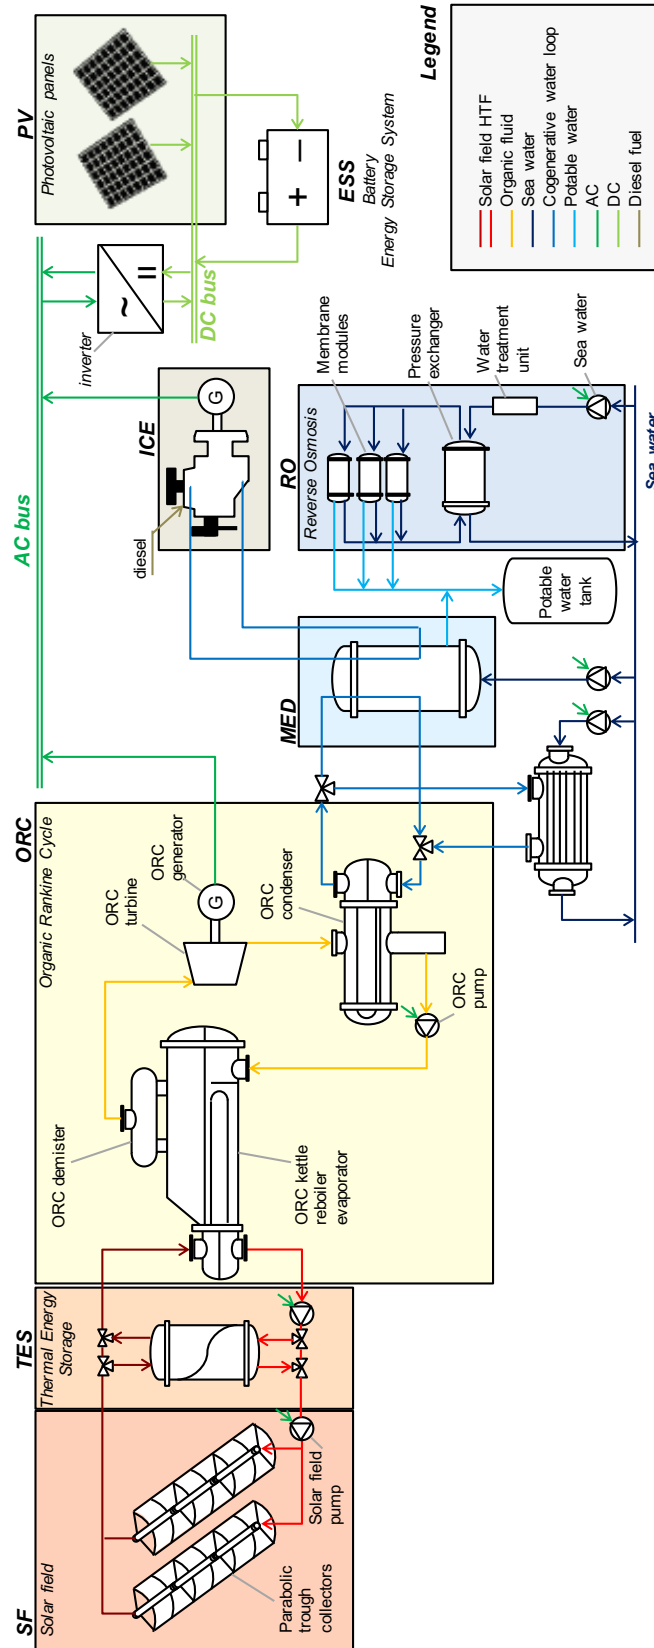 SF
Solar field
Parabolic
trough
collectors
Solar field
pump
TES
Thermal Energy
Storage
ORC
Organic Rankine Cycle
ORC demister
ORC kettle
reboiler
evaporator
ORC
turbine
ORC
generator
G
ORC
condenser
ORC
pump
AC bus
MED
diesel
ICE
G
RO
Reverse Osmosis
Membrane
modules
Pressure
exchanger
Water
treatment
unit
Sea water
Potable
water
tank
Sea water
inverter
~
=
DC bus
PV
Photovoltaic panels
+
−
ESS
Battery
Energy Storage System
Legend
Solar field HTF
Organic fluid
Sea water
Cogenerative water loop
Potable water
AC
DC
Diesel fuel